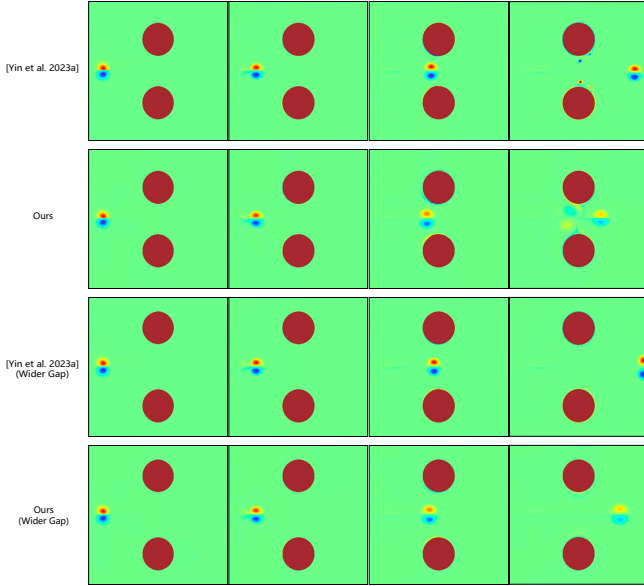 [Yin et al. 2023a]
Ours
[Yin et al. 2023a]
(Wider Gap)
Ours
(Wider Gap)